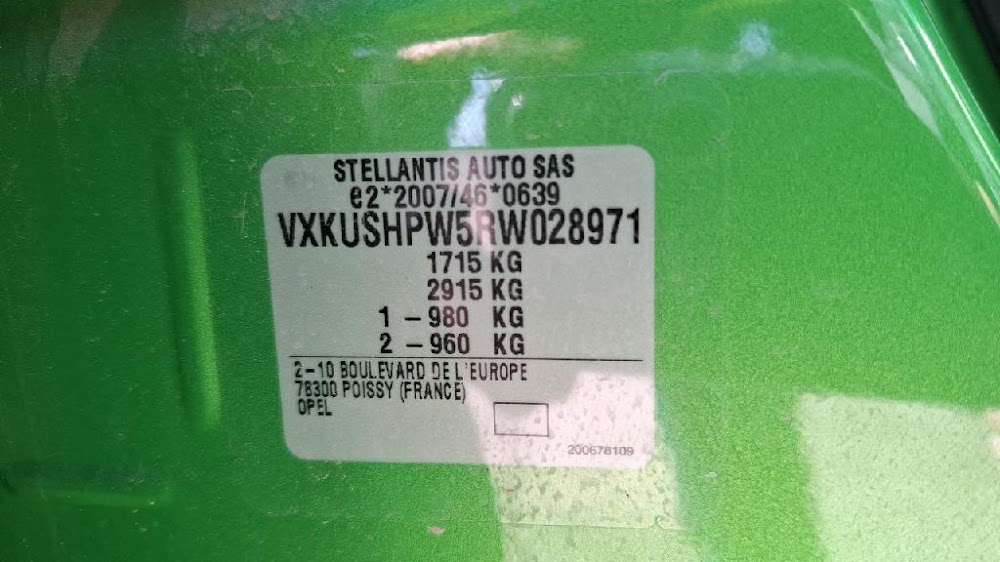 STELLANTIS AUTO SAS
e2*2007/46*0639
VXKUSHPW5RW028971
1715 KG
2915 KG
1 - 980 KG
2 - 960 KG
2-10 BOULEVARD DE L'EUROPE
78300 POISSY (FRANCE)
OPEL
200678109